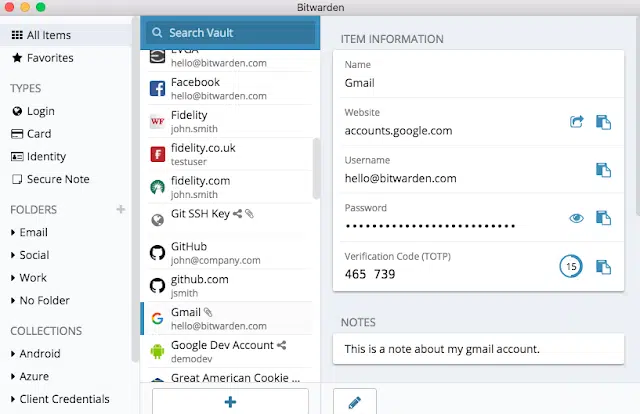 Bitwarden
All Items
Favorites
TYPES
Login
Card
Identity
Secure Note
FOLDERS
Email
Social
Work
No Folder
COLLECTIONS
Android
Azure
Client Credentials
Search Vault
EVGA
hello@bitwarden.com
Facebook
hello@bitwarden.com
WF
Fidelity
john.smith
fidelity.co.uk
testuser
fidelity.com
john.smith
Git SSH Key
GitHub
john@company.com
github.com
jsmith
Gmail
hello@bitwarden.com
Google Dev Account
demodev
Great American Cookie ...
ITEM INFORMATION
Name
Gmail
Website
accounts.google.com
Username
hello@bitwarden.com
Password
Verification Code (TOTP)
465 739
15
NOTES
This is a note about my gmail account.